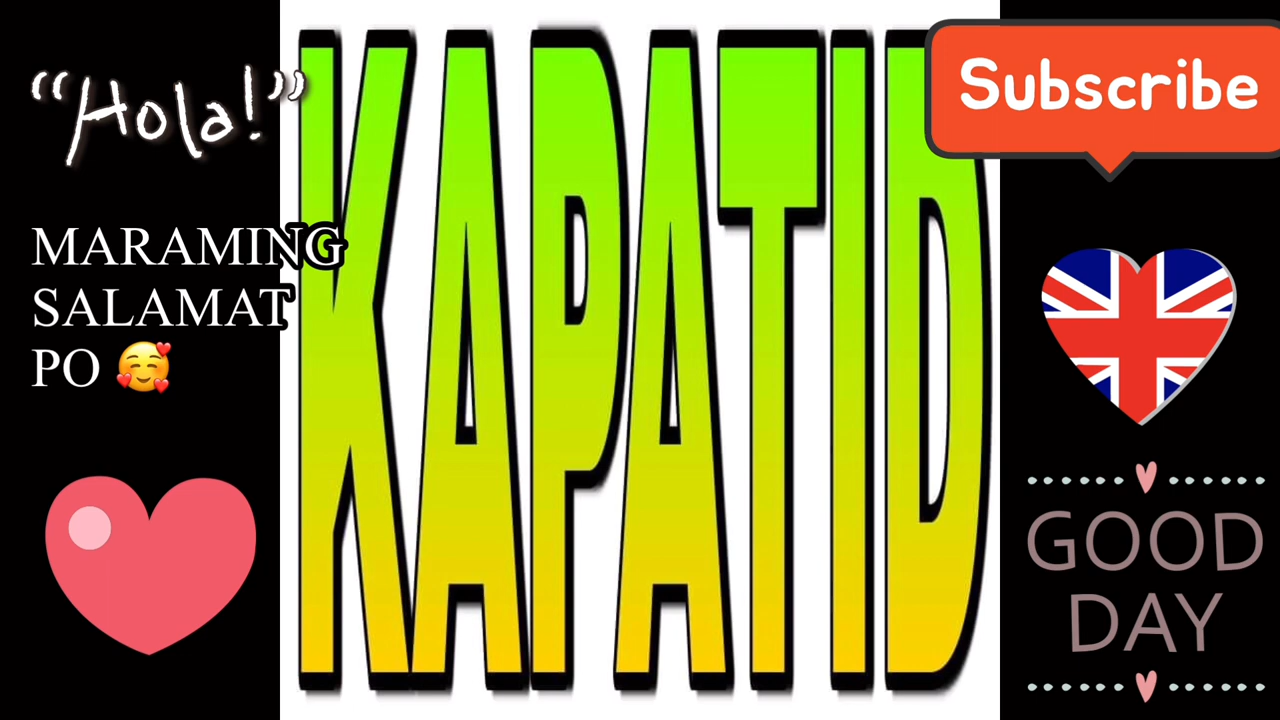 “Hola!”
MARAMING
SALAMAT
PO 🥰
KAPATID
Subscribe
GOOD
DAY